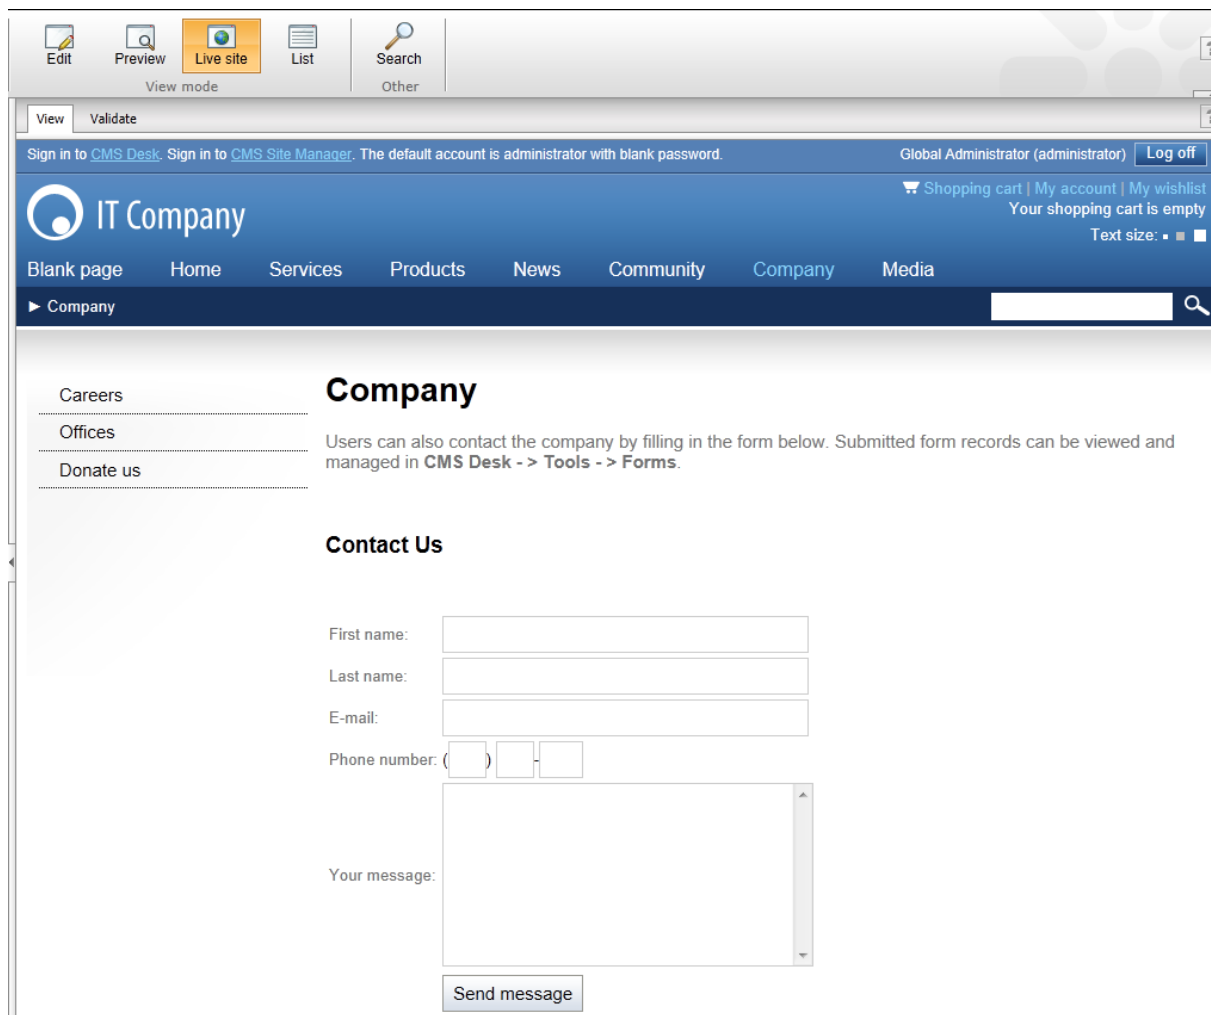 Edit Preview Live site List Search
View mode Other
View Validate
Sign in to CMS Desk. Sign in to CMS Site Manager. The default account is administrator with blank password. Global Administrator (administrator) Log off
Shopping cart | My account | My wishlist
Your shopping cart is empty
IT Company
Text size:
Blank page Home Services Products News Community Company Media
► Company
Careers
Offices
Donate us
Company
Users can also contact the company by filling in the form below. Submitted form records can be viewed and
managed in CMS Desk - > Tools - > Forms.
Contact Us
First name:
Last name:
E-mail:
Phone number: ( ) -
Your message:
Send message